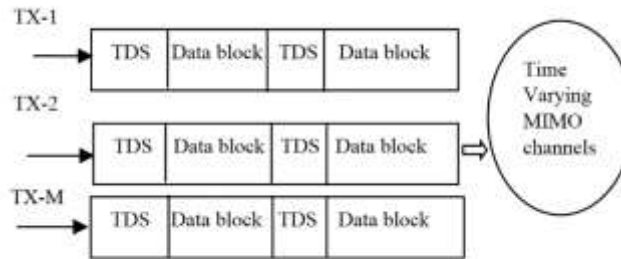 TX-1
TDS Data block TDS Data block
TX-2
TDS Data block TDS Data block
TX-M
TDS Data block TDS Data block
Time
Varying
MIMO
channels